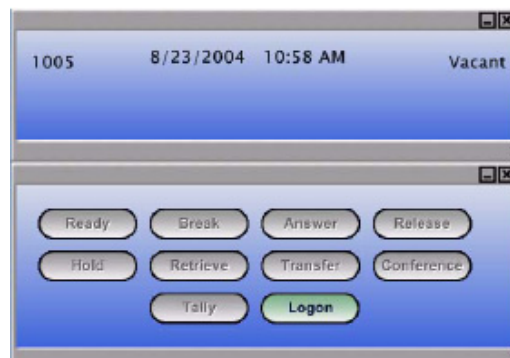 1005 8/23/2004 10:58 AM Vacant
Ready Break Answer Release
Hold Retrieve Transfer Conference
Tally Logon